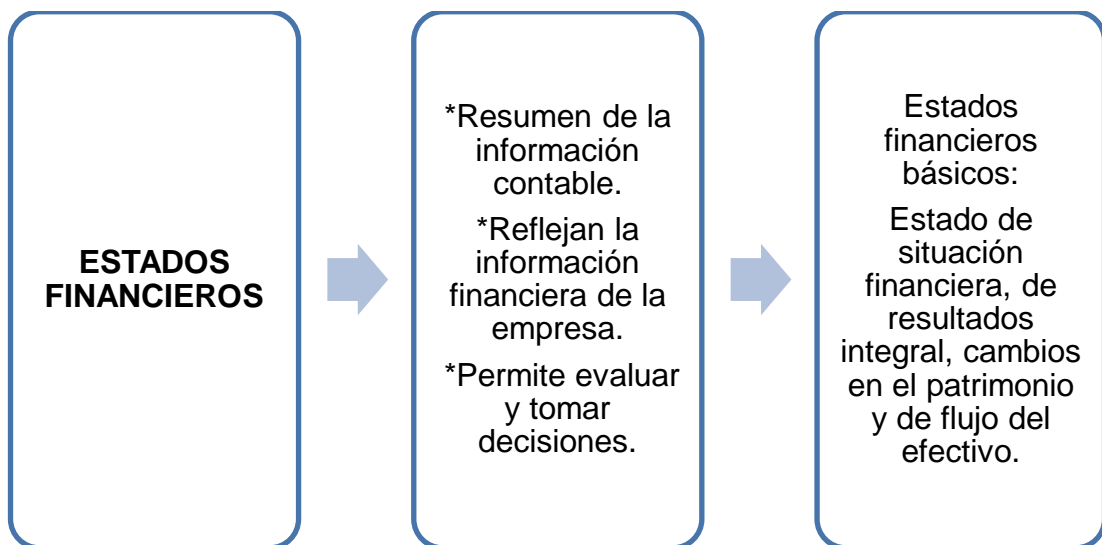 ESTADOS
FINANCIEROS
*Resumen de la
información
contable.
*Reflejan la
información
financiera de la
empresa.
*Permite evaluar
y tomar
decisiones.
Estados
financieros
básicos:
Estado de
situación
financiera, de
resultados
integral, cambios
en el patrimonio
y de flujo del
efectivo.